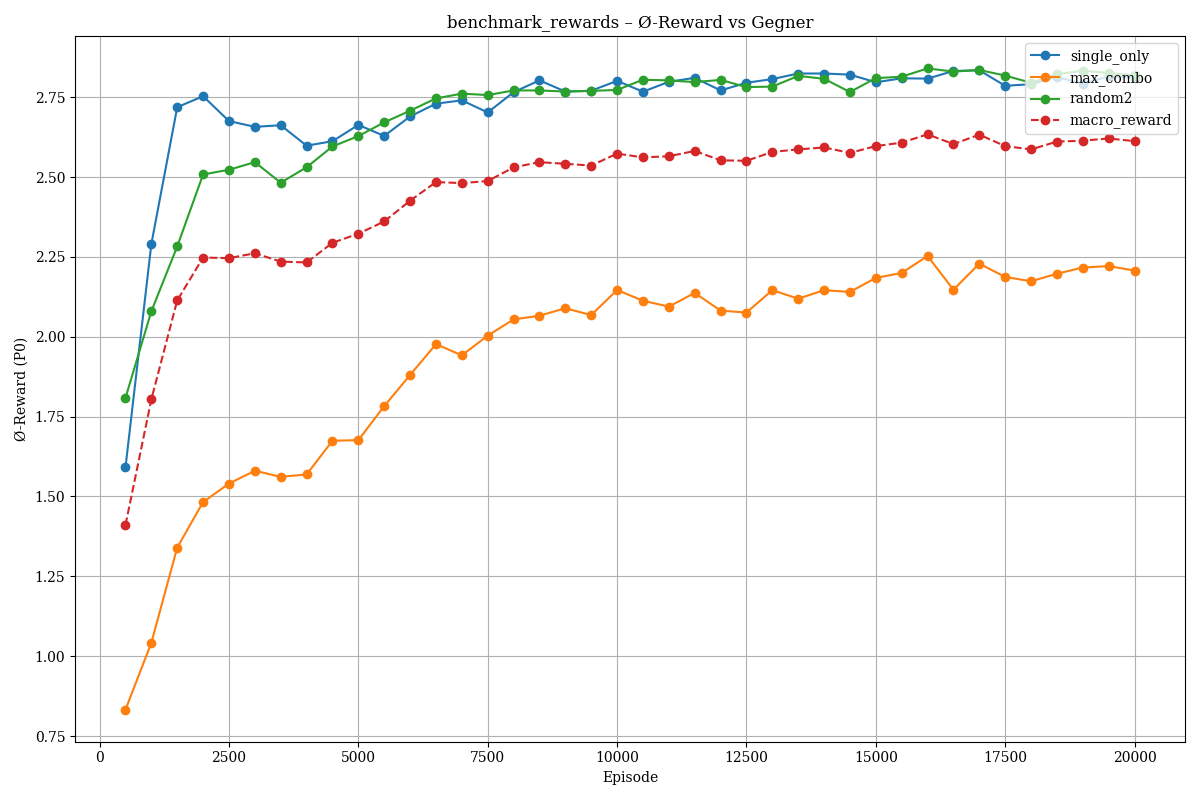 benchmark_rewards – Ø-Reward vs Gegner
single_only
max_combo
random2
macro_reward
Ø-Reward (P0)
2.75
2.50
2.25
2.00
1.75
1.50
1.25
1.00
0.75
0 2500 5000 7500 10000 12500 15000 17500 20000
Episode